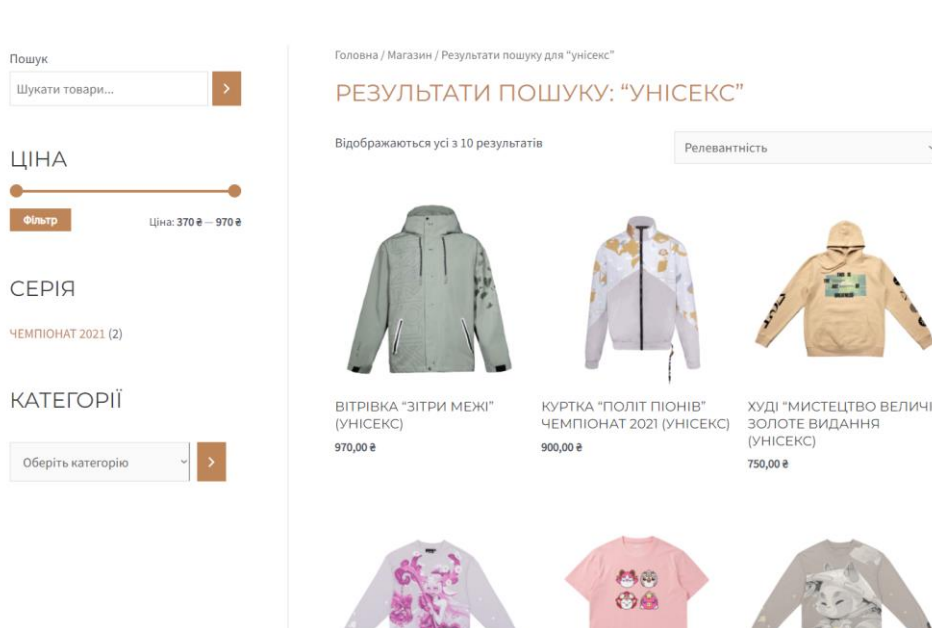 Пошук
Шукати товари...
ЦІНА
Фільтр
Ціна: 370 ₴ — 970 ₴
СЕРІЯ
ЧЕМПІОНАТ 2021 (2)
КАТЕГОРІЇ
Оберіть категорію
Головна / Магазин / Результати пошуку для “унісекс”
РЕЗУЛЬТАТИ ПОШУКУ: “УНІСЕКС”
Відображаються усі з 10 результатів
Релевантність
ВІТРІВКА “ЗІТРИ МЕЖІ”
(УНІСЕКС)
970,00 ₴
КУРТКА “ПОЛІТ ПІОНІВ”
ЧЕМПІОНАТ 2021 (УНІСЕКС)
900,00 ₴
ХУДІ “МИСТЕЦТВО ВЕЛИЧІ
ЗОЛОТЕ ВИДАННЯ
(УНІСЕКС)
750,00 ₴